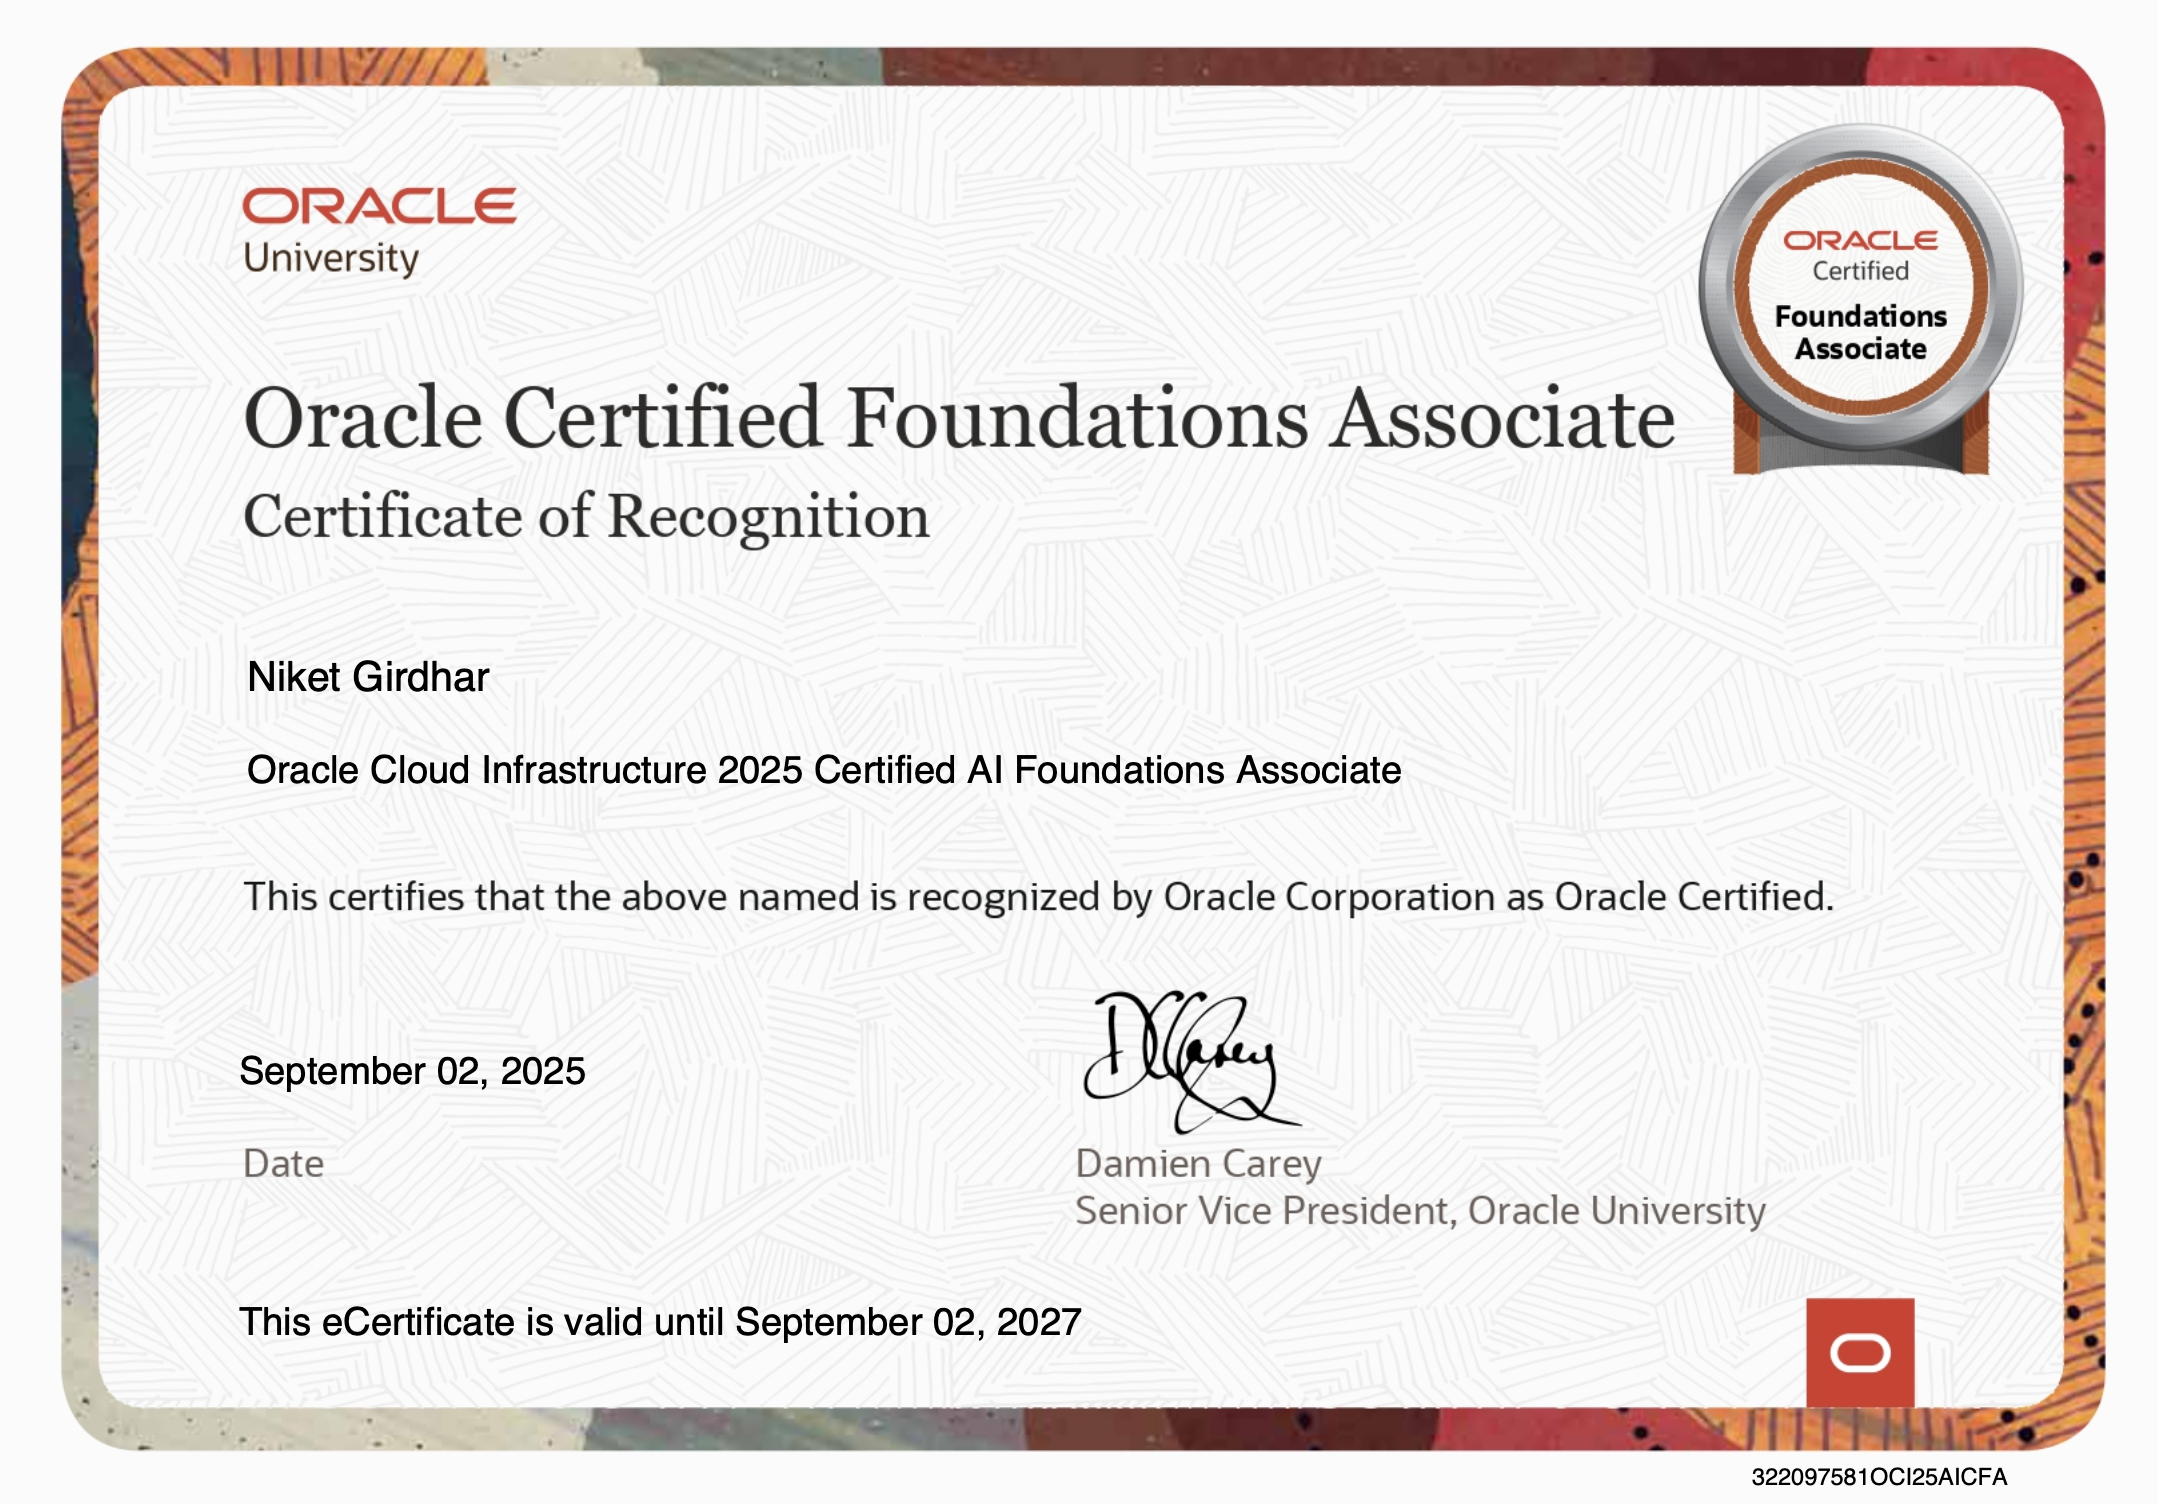 ORACLE
University
ORACLE
Certified
Foundations
Associate
Oracle Certified Foundations Associate
Certificate of Recognition
Niket Girdhar
Oracle Cloud Infrastructure 2025 Certified AI Foundations Associate
This certifies that the above named is recognized by Oracle Corporation as Oracle Certified.
September 02, 2025
Date
DCCarey
Damien Carey
Senior Vice President, Oracle University
This eCertificate is valid until September 02, 2027
322097581OCI25AICFA